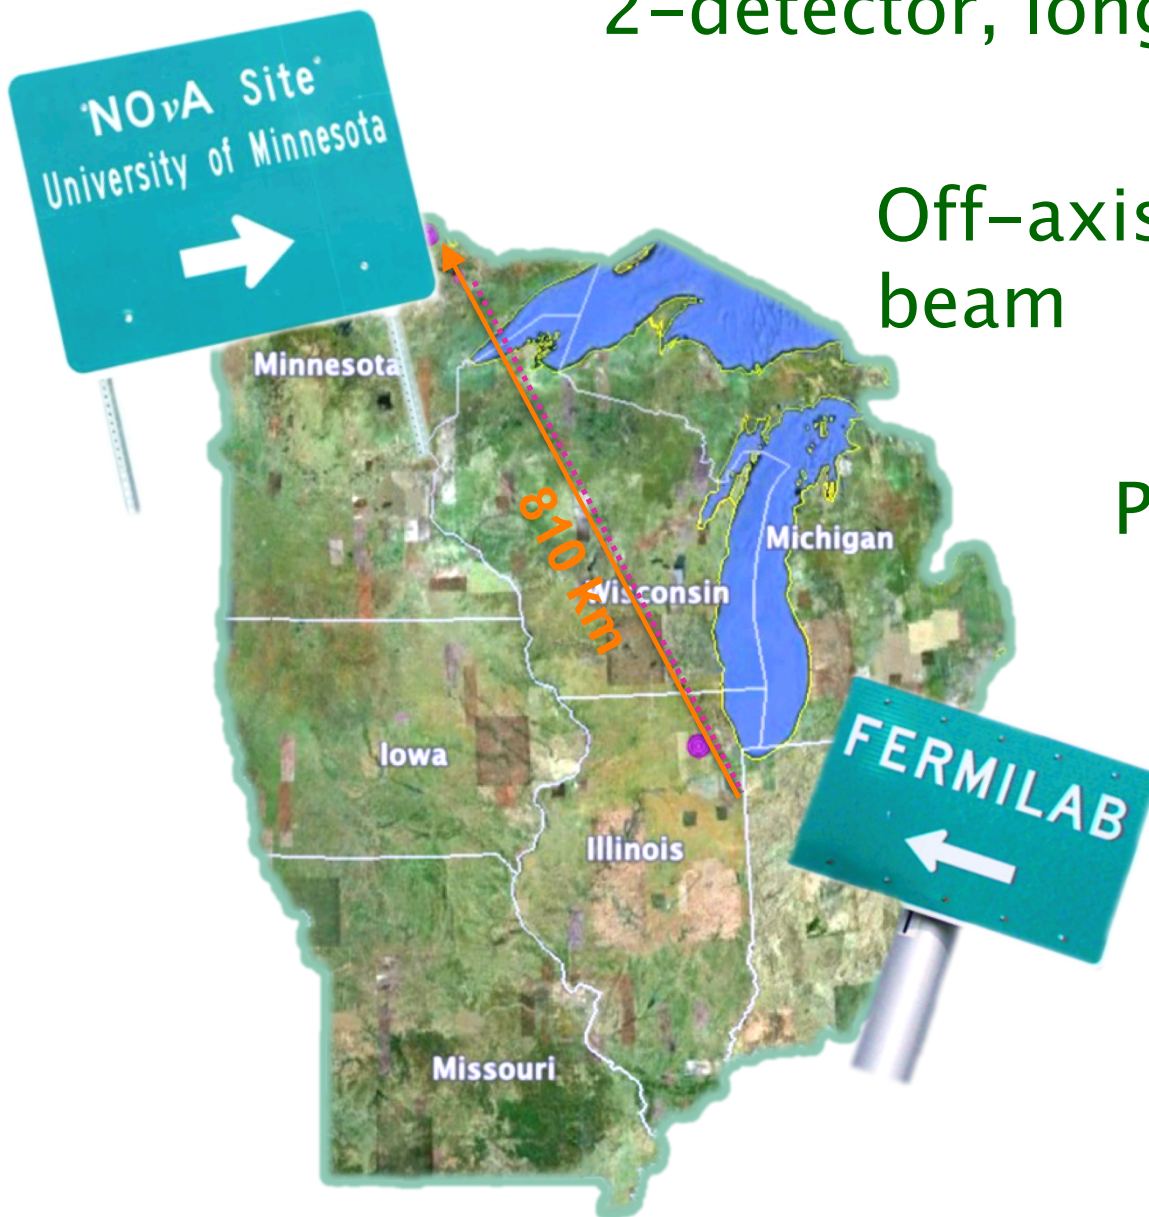 2-detector, long
NOνA Site
University of Minnesota
Off-axis
beam
Minnesota
P
810 km
Michigan
Wisconsin
FERMILAB
Iowa
Illinois
Missouri